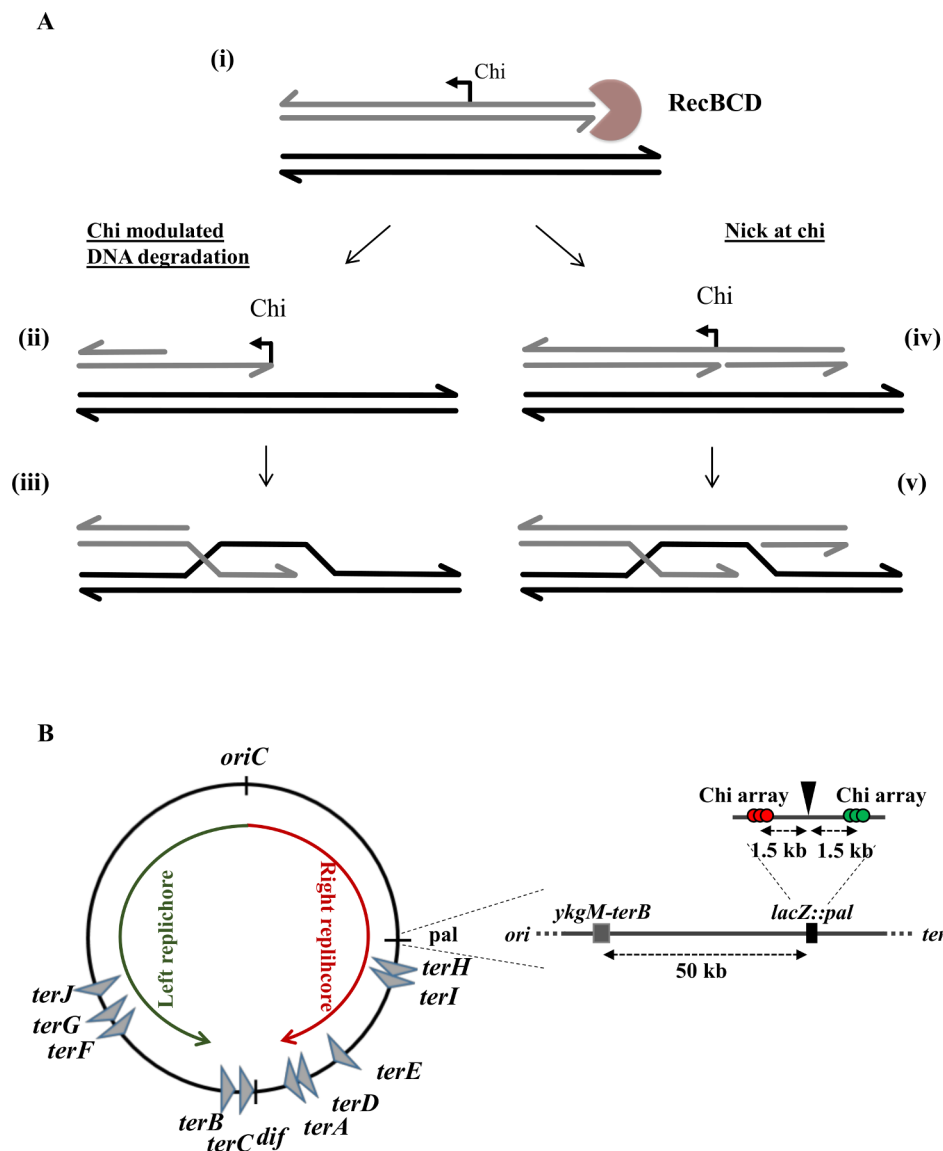 A
(i)
Chi
RecBCD
Chi modulated
DNA degradation
Nick at chi
Chi
Chi
(ii)
(iv)
(iii)
(v)
B
oriC
Chi array
Chi array
1.5 kb
1.5 kb
Left replichore
Right replihcore
ykgM-terB
lacZ::pal
pal
ori
ter
50 kb
terH
terI
terJ
terG
terF
terE
terD
terB
terA
terC
dif